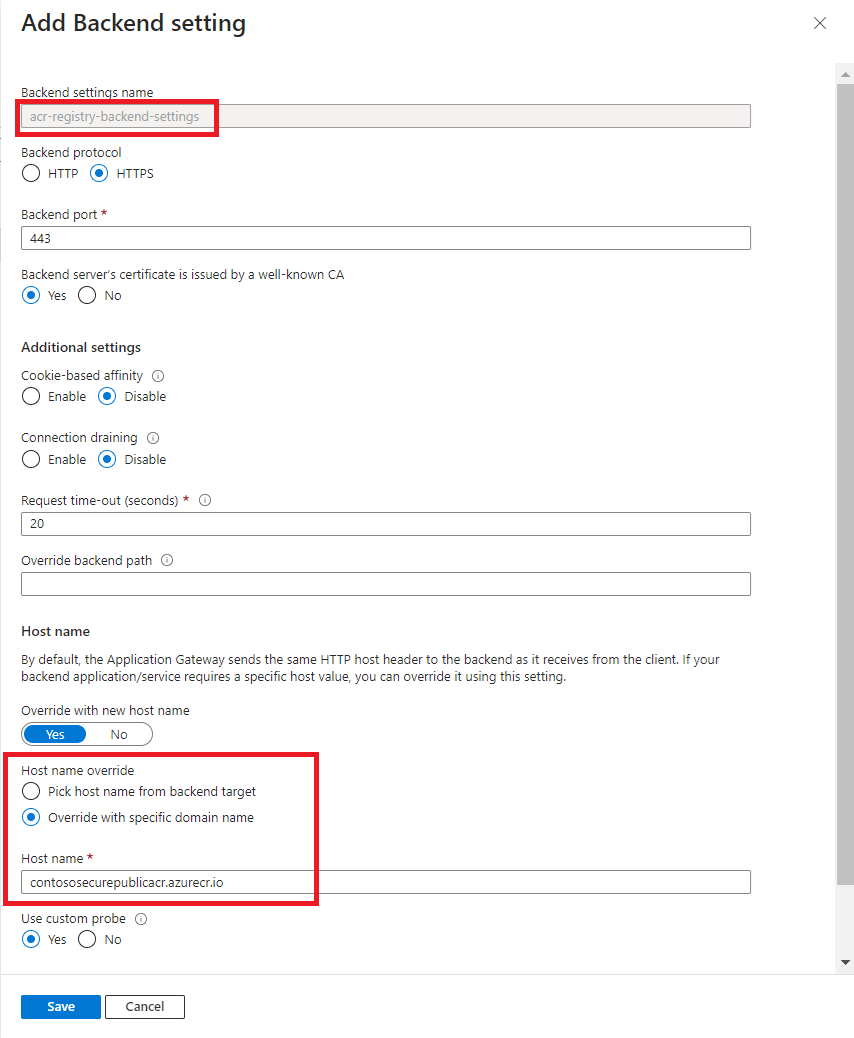 Add Backend setting
Backend settings name
acr-registry-backend-settings
Backend protocol
HTTP HTTPS
Backend port *
443
Backend server's certificate is issued by a well-known CA
Yes No
Additional settings
Cookie-based affinity
Enable Disable
Connection draining
Enable Disable
Request time-out (seconds) *
20
Override backend path
Host name
By default, the Application Gateway sends the same HTTP host header to the backend as it receives from the client. If your
backend application/service requires a specific host value, you can override it using this setting.
Override with new host name
Yes No
Host name override
Pick host name from backend target
Override with specific domain name
Host name *
contososecurepublicacr.azurecr.io
Use custom probe
Yes No
Save Cancel